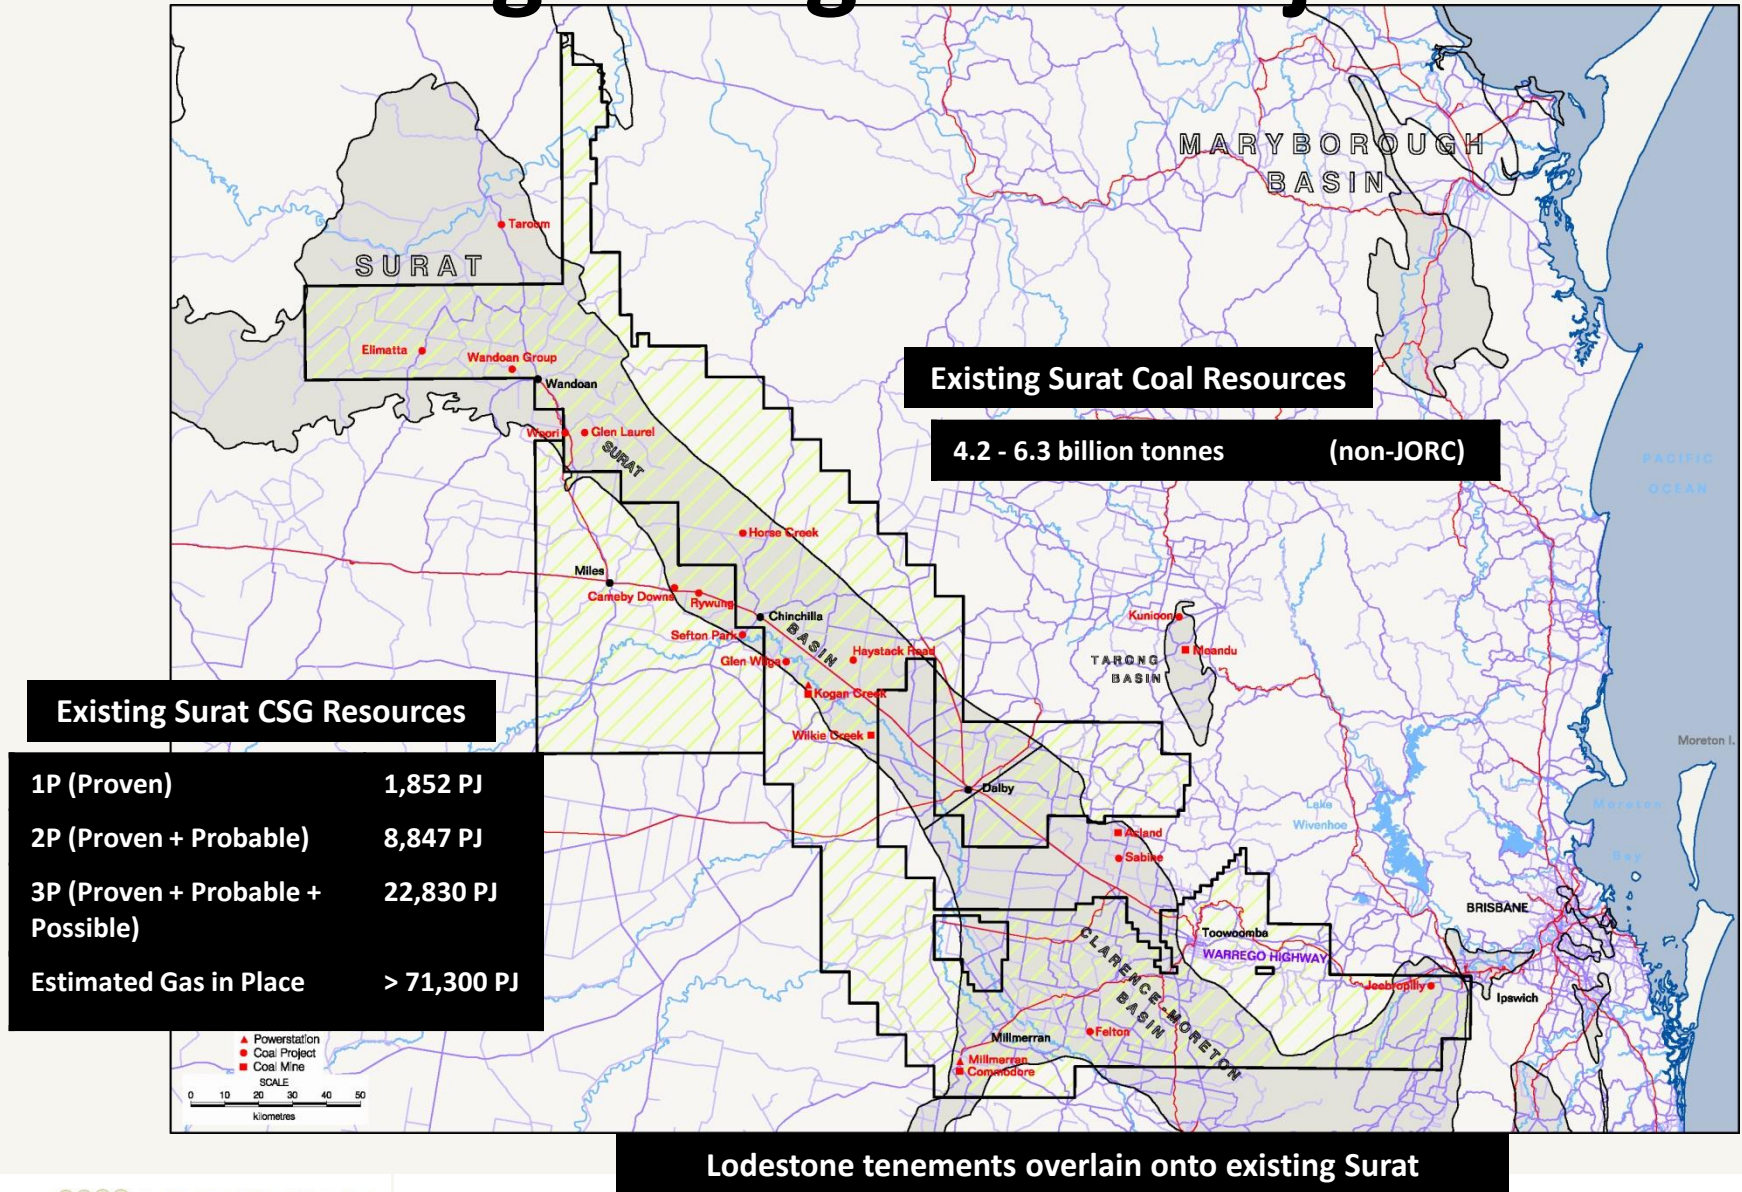 MARYBOROUGH
BASIN
Taroom
SURAT
Elimatta
Wandoan Group
Wandoan
Existing Surat Coal Resources
4.2 - 6.3 billion tonnes (non-JORC)
Woori
Glen Laurel
SURAT
PACIFIC
OCEAN
Horse Creek
Miles
Cameby Downs
Rywung
Chinchilla
BASIN
Sefton Park
Glen Wilga
Haystack Road
Kogan Creek
Wilkie Creek
Kunioon
Meandu
TARONG
BASIN
Moreton I.
Existing Surat CSG Resources
1P (Proven) 1,852 PJ
2P (Proven + Probable) 8,847 PJ
3P (Proven + Probable + 22,830 PJ
Possible)
Estimated Gas in Place > 71,300 PJ
Dalby
Acland
Sabine
Lake
Wivenhoe
Moreton
Bay
BRISBANE
Toowoomba
WARREGO HIGHWAY
Jeebropilly
Ipswich
CLARENCE-MORETON
BASIN
Felton
Millmerran
Millmerran
Commodore
Powerstation
Coal Project
Coal Mine
SCALE
0 10 20 30 40 50
kilometres
Lodestone tenements overlain onto existing Surat